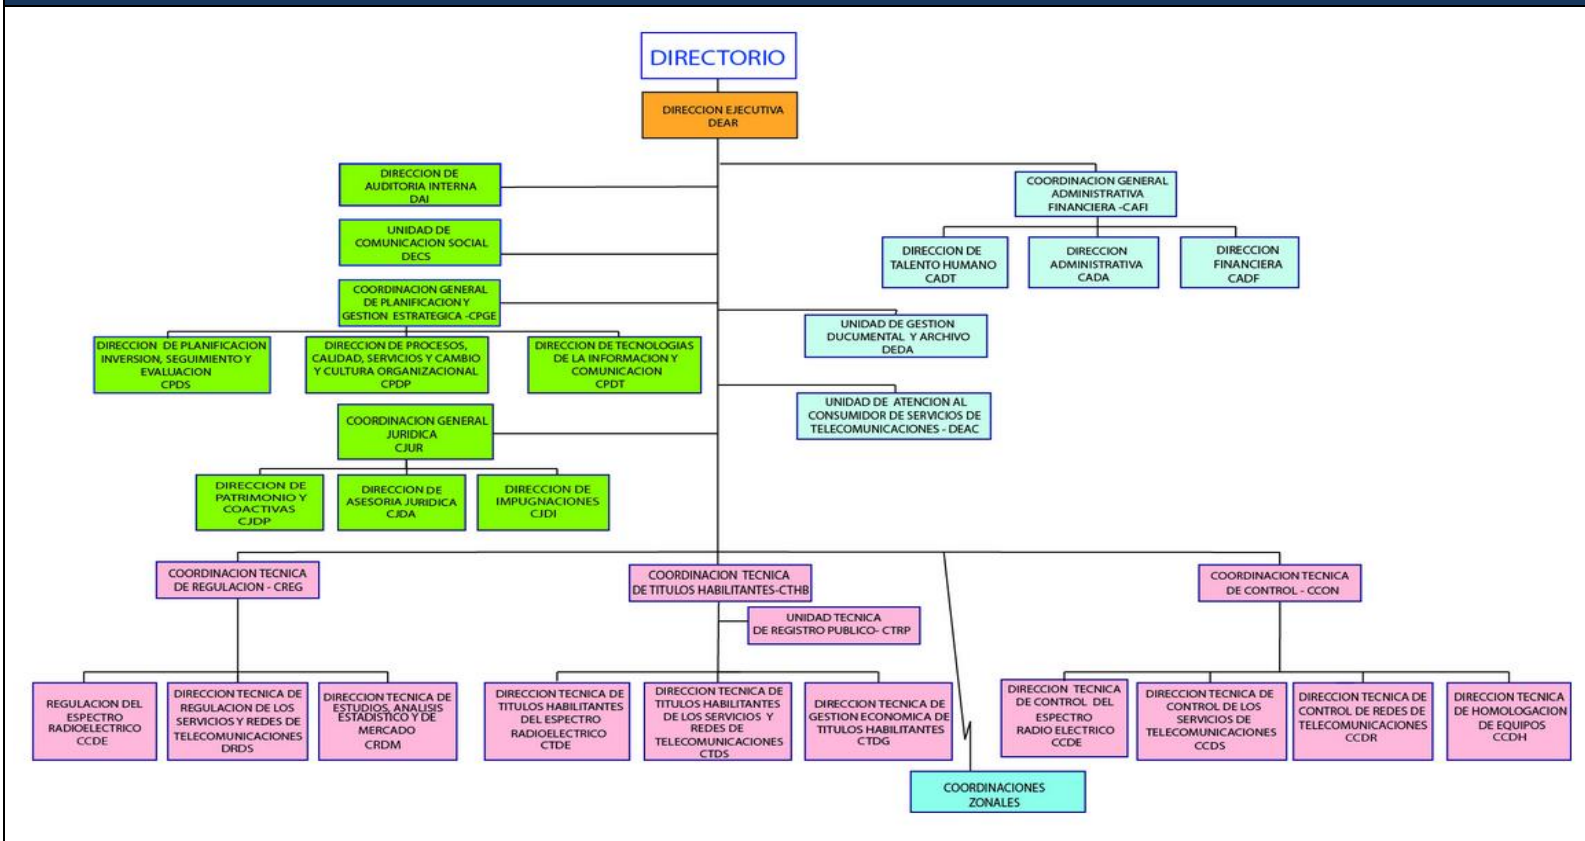 DIRECTORIO
DIRECCION EJECUTIVA
DEAR
DIRECCION DE
AUDITORIA INTERNA
DAI
UNIDAD DE
COMUNICACION SOCIAL
DECS
COORDINACION GENERAL
DE PLANIFICACION Y
GESTION ESTRATEGICA -CPGE
DIRECCION DE PLANIFICACION
INVERSION, SEGUIMIENTO Y
EVALUACION
CPDS
DIRECCION DE PROCESOS,
CALIDAD, SERVICIOS Y CAMBIO
Y CULTURA ORGANIZACIONAL
CPDP
DIRECCION DE TECNOLOGIAS
DE LA INFORMACION Y
COMUNICACION
CPDT
COORDINACION GENERAL
JURIDICA
CJUR
DIRECCION DE
PATRIMONIO Y
COACTIVAS
CJDP
DIRECCION DE
ASESORIA JURIDICA
CJDA
DIRECCION DE
IMPUGNACIONES
CJDI
COORDINACION GENERAL
ADMINISTRATIVA
FINANCIERA -CAFI
DIRECCION DE
TALENTO HUMANO
CADT
DIRECCION
ADMINISTRATIVA
CADA
DIRECCION
FINANCIERA
CADF
UNIDAD DE GESTION
DUCUMENTAL Y ARCHIVO
DEDA
UNIDAD DE ATENCION AL
CONSUMIDOR DE SERVICIOS DE
TELECOMUNICACIONES - DEAC
COORDINACION TECNICA
DE REGULACION - CREG
COORDINACION TECNICA
DE TITULOS HABILITANTES-CTHB
COORDINACION TECNICA
DE CONTROL - CCON
UNIDAD TECNICA
DE REGISTRO PUBLICO- CTRP
REGULACION DEL
ESPECTRO
RADIOELECTRICO
CCDE
DIRECCION TECNICA DE
REGULACION DE LOS
SERVICIOS Y REDES DE
TELECOMUNICACIONES
DRDS
DIRECCION TECNICA DE
ESTUDIOS, ANALISIS
ESTADISTICO Y DE
MERCADO
CRDM
DIRECCION TECNICA DE
TITULOS HABILITANTES
DEL ESPECTRO
RADIOELECTRICO
CTDE
DIRECCION TECNICA DE
TITULOS HABILITANTES
DE LOS SERVICIOS Y
REDES DE
TELECOMUNICACIONES
CTDS
DIRECCION TECNICA DE
GESTION ECONOMICA DE
TITULOS HABILITANTES
CTDG
DIRECCION TECNICA
DE CONTROL DEL
ESPECTRO
RADIO ELECTRICO
CCDE
DIRECCION TECNICA DE
CONTROL DE LOS
SERVICIOS DE
TELECOMUNICACIONES
CCDS
DIRECCION TECNICA DE
CONTROL DE REDES DE
TELECOMUNICACIONES
CCDR
DIRECCION TECNICA
DE HOMOLOGACION
DE EQUIPOS
CCDH
COORDINACIONES
ZONALES